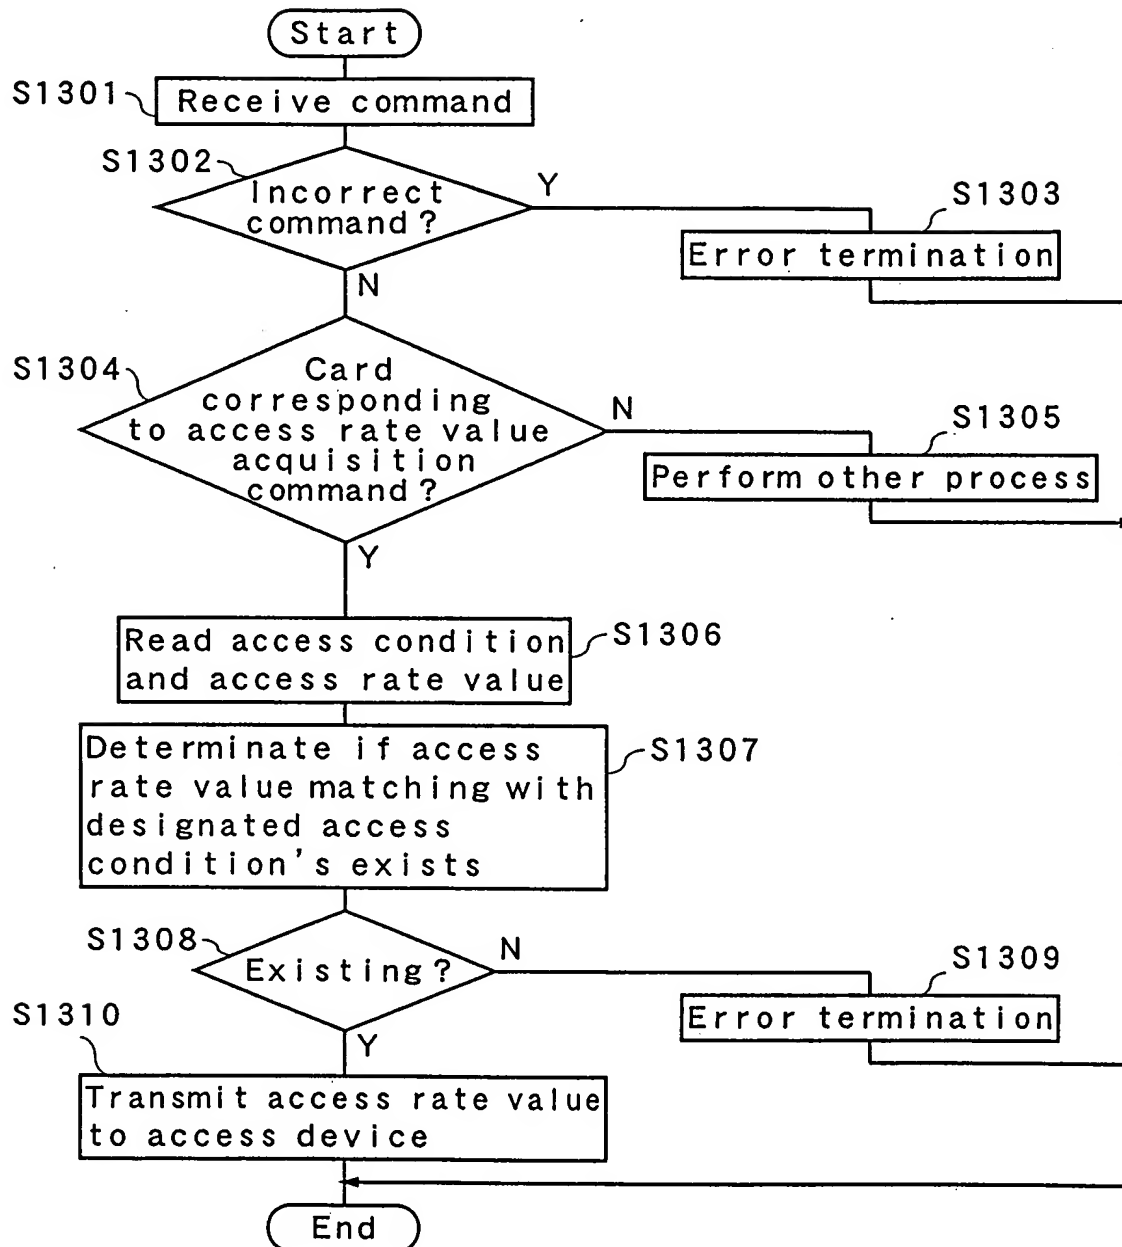 Start
S1301
Receive command
S1302
Incorrect
command?
Y
S1303
Error termination
N
S1304
Card
corresponding
to access rate value
acquisition
command?
N
S1305
Perform other process
Y
Read access condition
and access rate value
S1306
Determinate if access
rate value matching with
designated access
condition's exists
S1307
S1308
Existing?
N
S1309
Error termination
S1310
Y
Transmit access rate value
to access device
End